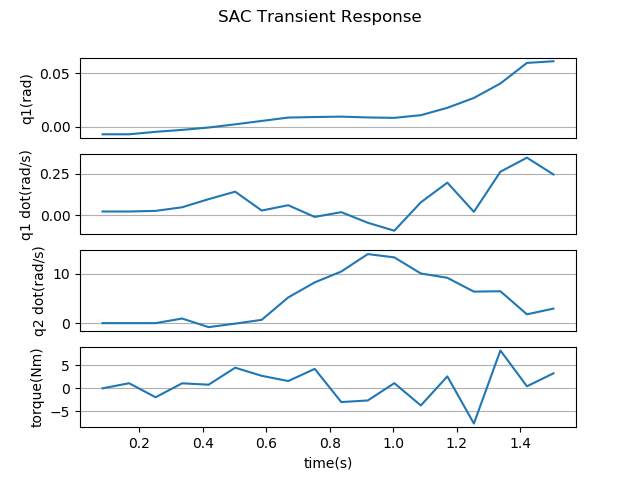 SAC Transient Response
q1(rad)
0.05
0.00
q1 dot(rad/s)
0.25
0.00
q2 dot(rad/s)
10
0
torque(Nm)
5
0
−5
0.2 0.4 0.6 0.8 1.0 1.2 1.4
time(s)